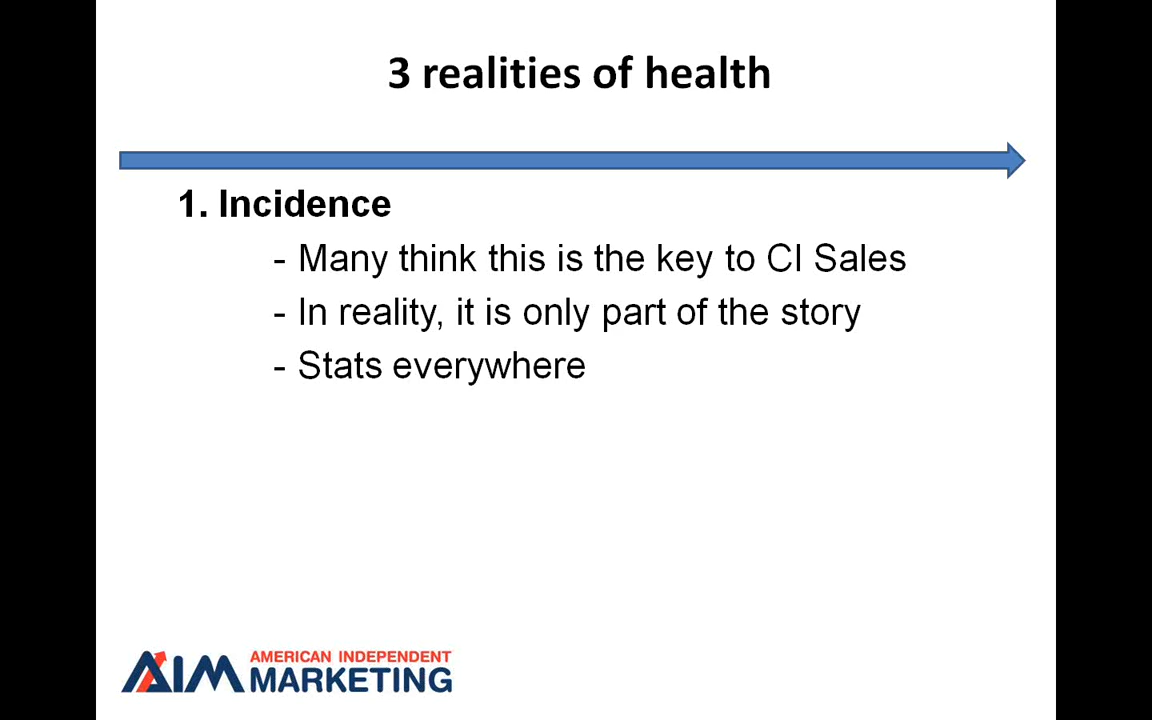 3 realities of health
1. Incidence
- Many think this is the key to CI Sales
- In reality, it is only part of the story
- Stats everywhere
AIM AMERICAN INDEPENDENT
MARKETING